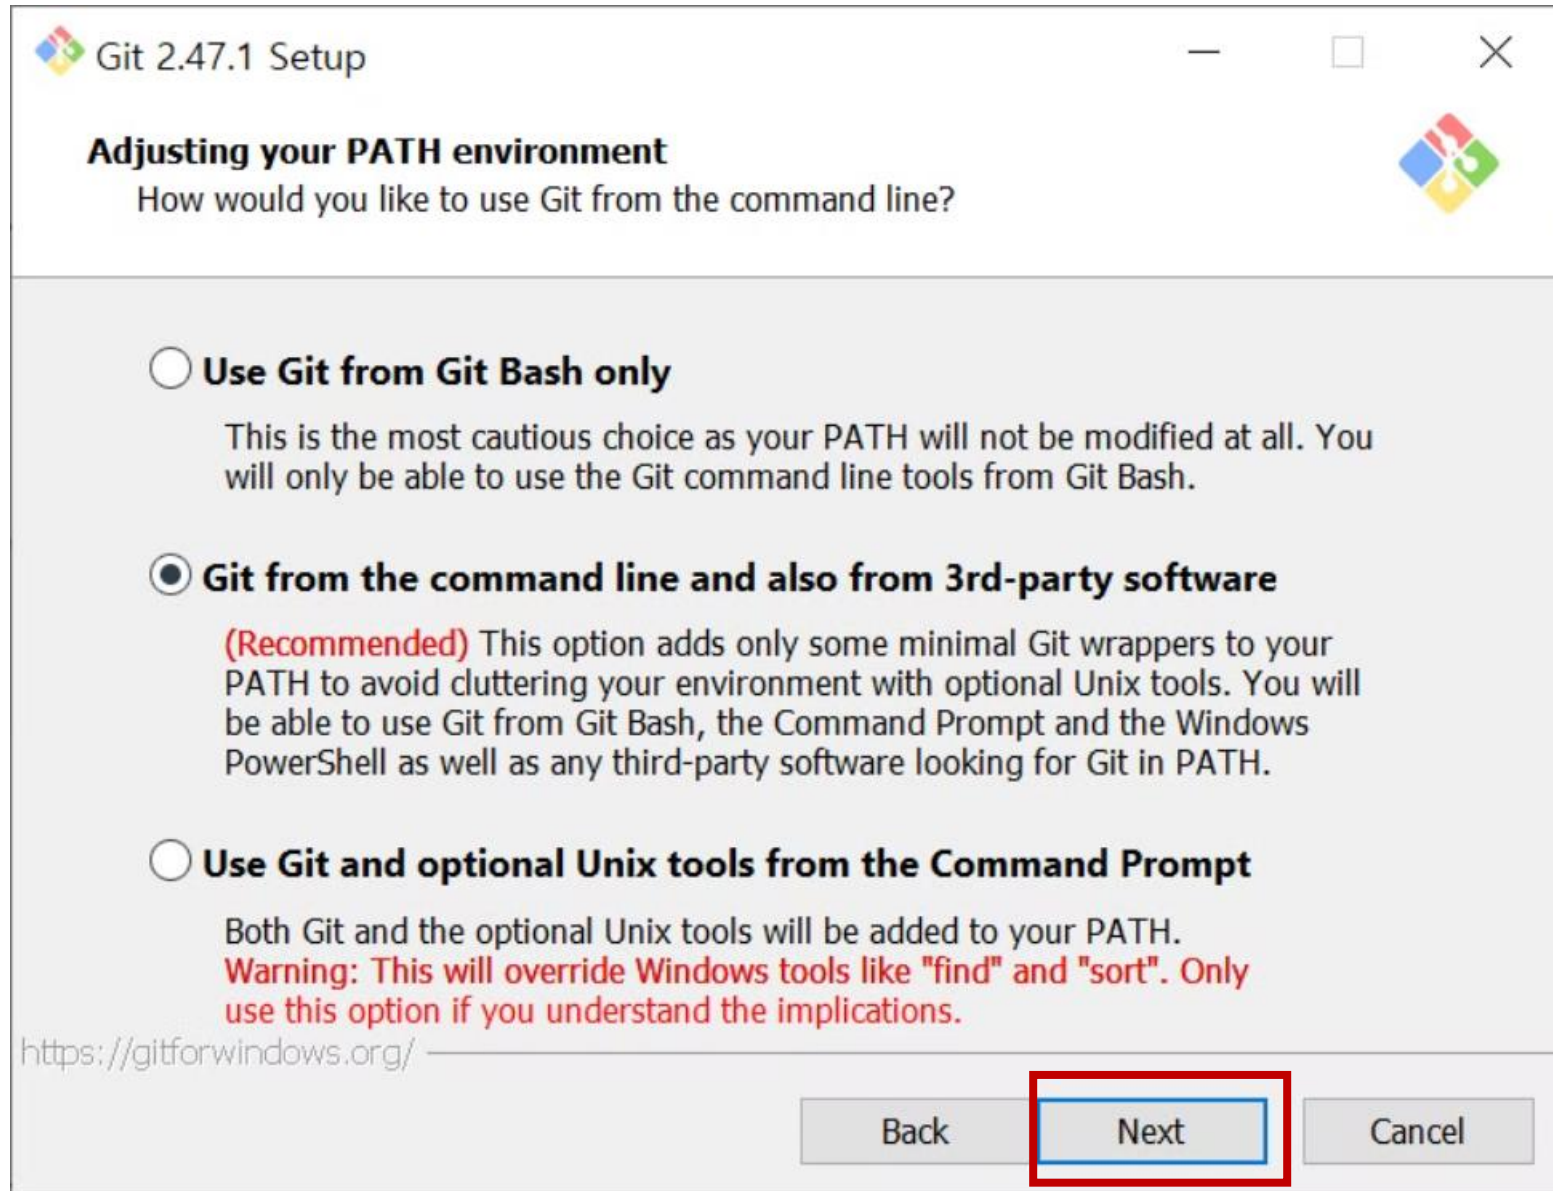 Git 2.47.1 Setup
Adjusting your PATH environment
How would you like to use Git from the command line?
Use Git from Git Bash only
This is the most cautious choice as your PATH will not be modified at all. You
will only be able to use the Git command line tools from Git Bash.
Git from the command line and also from 3rd-party software
(Recommended) This option adds only some minimal Git wrappers to your
PATH to avoid cluttering your environment with optional Unix tools. You will
be able to use Git from Git Bash, the Command Prompt and the Windows
PowerShell as well as any third-party software looking for Git in PATH.
Use Git and optional Unix tools from the Command Prompt
Both Git and the optional Unix tools will be added to your PATH.
Warning: This will override Windows tools like "find" and "sort". Only
use this option if you understand the implications.
https://gitforwindows.org/
Back Next Cancel